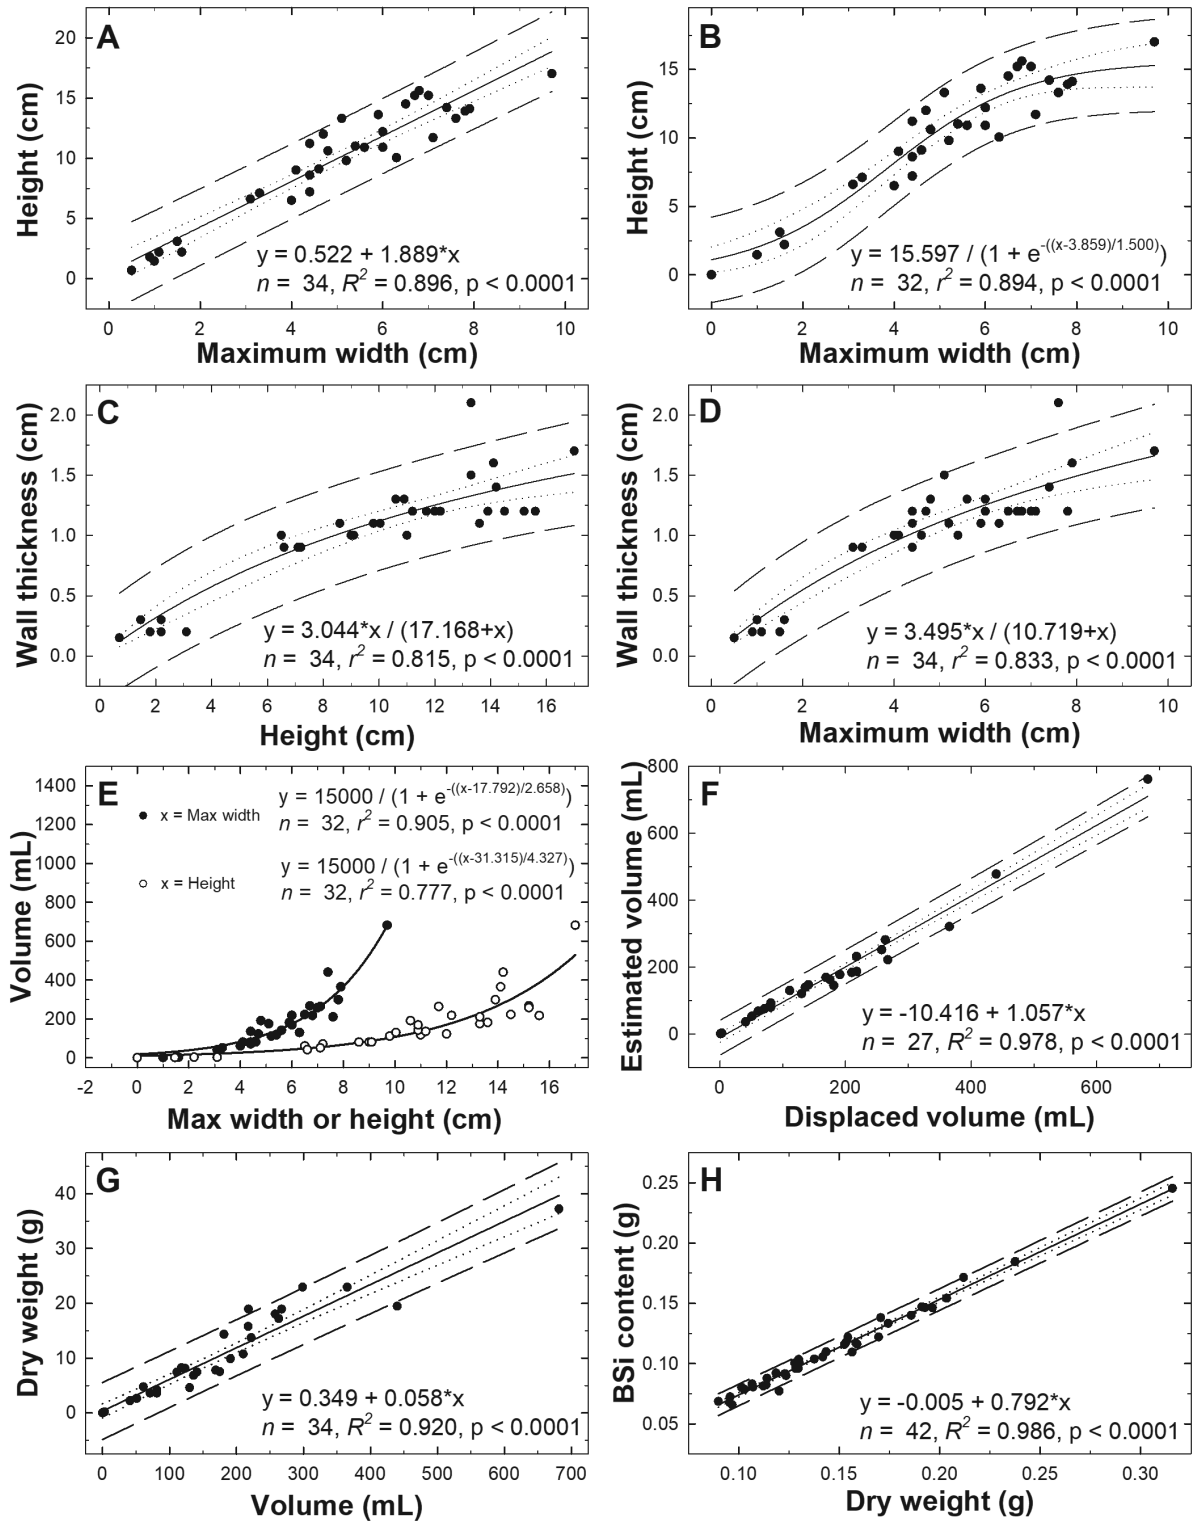 A
Height (cm)
20
15
10
5
0
y = 0.522 + 1.889*x
n = 34, R² = 0.896, p < 0.0001
0 2 4 6 8 10
Maximum width (cm)
B
Height (cm)
15
10
5
0
y = 15.597 / (1 + e^-((x-3.859)/1.500))
n = 32, r² = 0.894, p < 0.0001
0 2 4 6 8 10
Maximum width (cm)
C
Wall thickness (cm)
2.0
1.5
1.0
0.5
0.0
y = 3.044*x / (17.168+x)
n = 34, r² = 0.815, p < 0.0001
0 2 4 6 8 10 12 14 16
Height (cm)
D
Wall thickness (cm)
2.0
1.5
1.0
0.5
0.0
y = 3.495*x / (10.719+x)
n = 34, r² = 0.833, p < 0.0001
0 2 4 6 8 10
Maximum width (cm)
E
Volume (mL)
1400
1200
1000
800
600
400
200
0
x = Max width
y = 15000 / (1 + e^-((x-17.792)/2.658))
n = 32, r² = 0.905, p < 0.0001
x = Height
y = 15000 / (1 + e^-((x-31.315)/4.327))
n = 32, r² = 0.777, p < 0.0001
-2 0 2 4 6 8 10 12 14 16
Max width or height (cm)
F
Estimated volume (mL)
800
600
400
200
0
y = -10.416 + 1.057*x
n = 27, R² = 0.978, p < 0.0001
0 200 400 600
Displaced volume (mL)
G
Dry weight (g)
40
30
20
10
0
y = 0.349 + 0.058*x
n = 34, R² = 0.920, p < 0.0001
0 100 200 300 400 500 600 700
Volume (mL)
H
BSi content (g)
0.25
0.20
0.15
0.10
0.05
y = -0.005 + 0.792*x
n = 42, R² = 0.986, p < 0.0001
0.10 0.15 0.20 0.25 0.30
Dry weight (g)